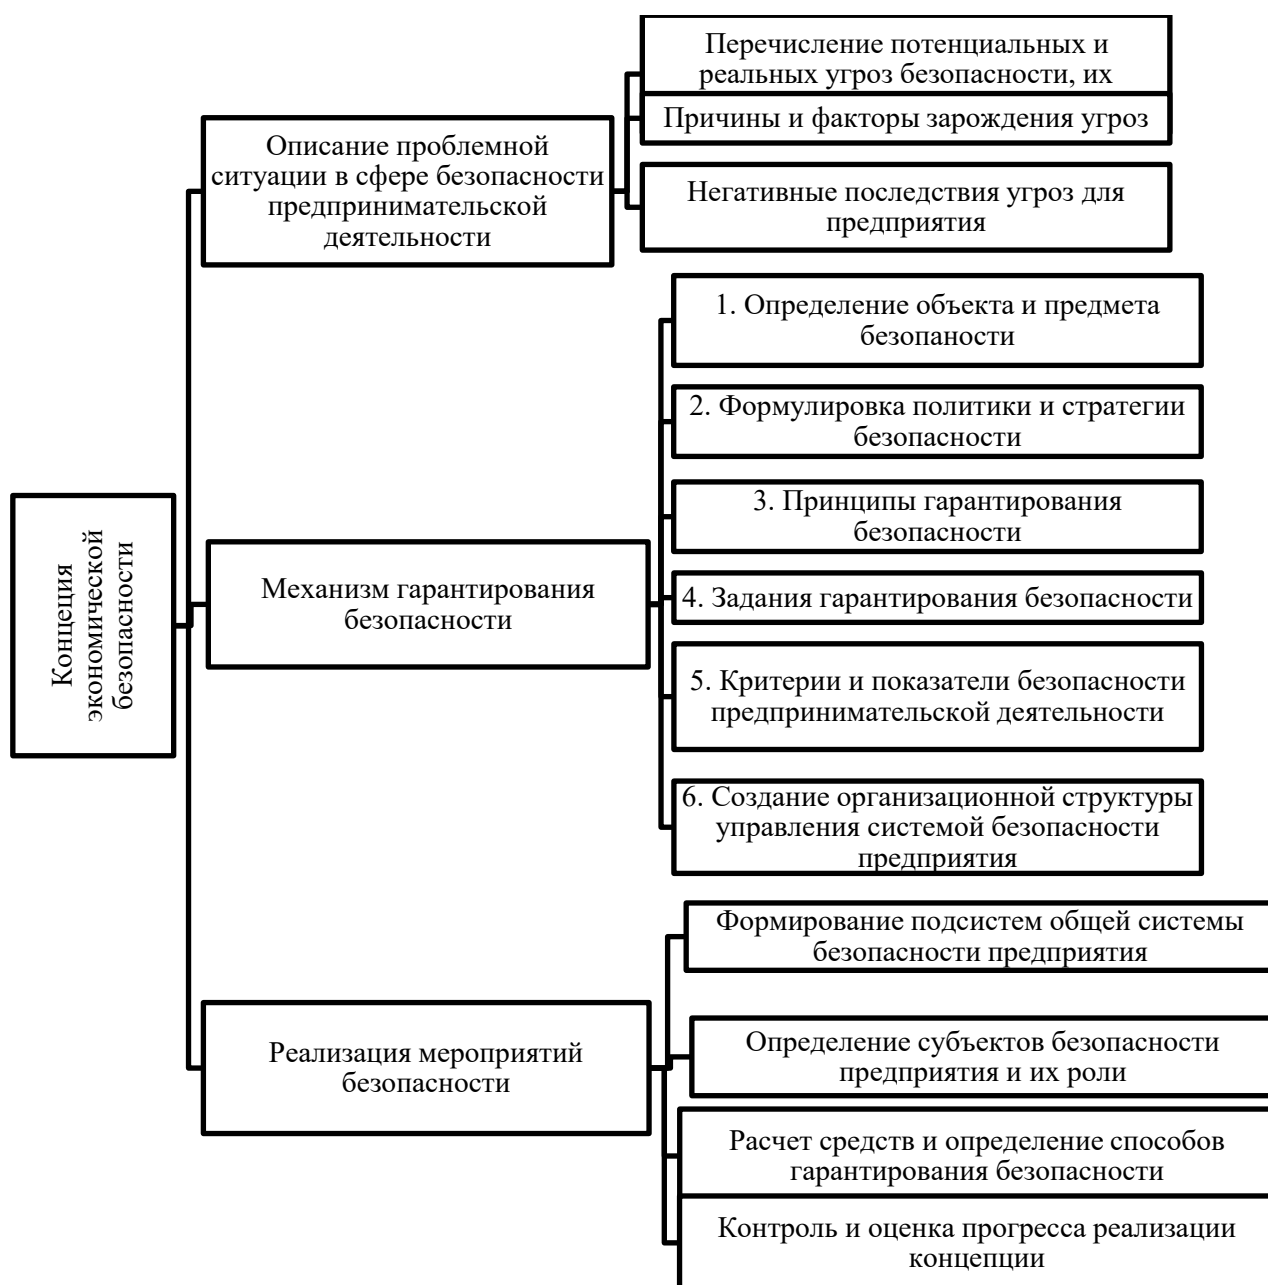 Концеция
экономической
безопасности
Описание проблемной
ситуации в сфере безопасности
предпринимательской
деятельности
Перечисление потенциальных и
реальных угроз безопасности, их
Причины и факторы зарождения угроз
Негативные последствия угроз для
предприятия
Механизм гарантирования
безопасности
1. Определение объекта и предмета
безопаности
2. Формулировка политики и стратегии
безопасности
3. Принципы гарантирования
безопасности
4. Задания гарантирования безопасности
5. Критерии и показатели безопасности
предпринимательской деятельности
6. Создание организационной структуры
управления системой безопасности
предприятия
Реализация мероприятий
безопасности
Формирование подсистем общей системы
безопасности предприятия
Определение субъектов безопасности
предприятия и их роли
Расчет средств и определение способов
гарантирования безопасности
Контроль и оценка прогресса реализации
концепции